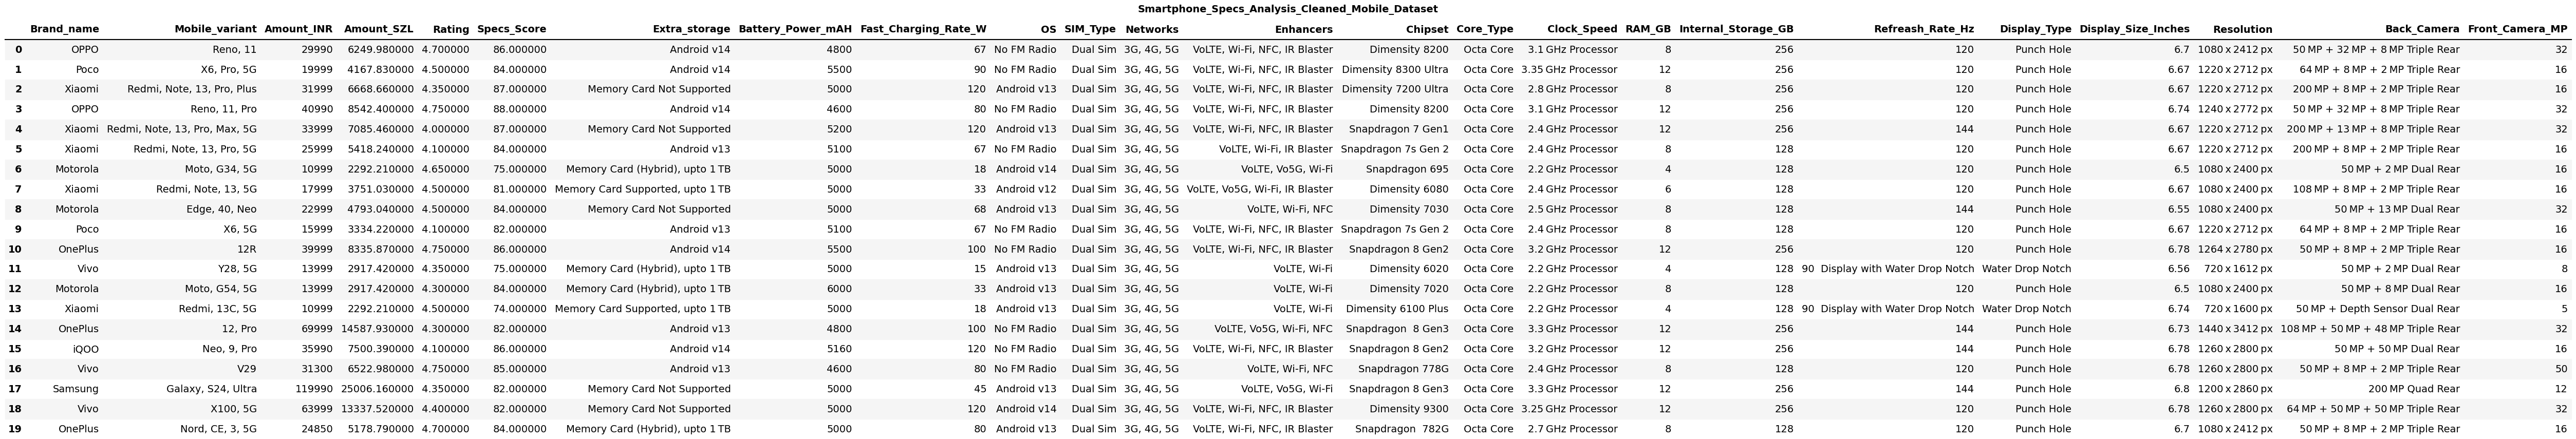 Smartphone_Specs_Analysis_Cleaned_Mobile_Dataset
Brand_name Mobile_variant Amount_INR Amount_SZL Rating Specs_Score Extra_storage Battery_Power_mAH Fast_Charging_Rate_W OS SIM_Type Networks Enhancers Chipset Core_Type Clock_Speed RAM_GB Internal_Storage_GB Refreash_Rate_Hz Display_Type Display_Size_Inches Resolution Back_Camera Front_Camera_MP
0 OPPO Reno, 11 29990 6249.980000 4.700000 86.000000 Android v14 4800 67 No FM Radio Dual Sim 3G, 4G, 5G VoLTE, Wi-Fi, NFC, IR Blaster Dimensity 8200 Octa Core 3.1 GHz Processor 8 256 120 Punch Hole 6.7 1080 x 2412 px 50 MP + 32 MP + 8 MP Triple Rear 32
1 Poco X6, Pro, 5G 19999 4167.830000 4.500000 84.000000 Android v14 5500 90 No FM Radio Dual Sim 3G, 4G, 5G VoLTE, Wi-Fi, NFC, IR Blaster Dimensity 8300 Ultra Octa Core 3.35 GHz Processor 12 256 120 Punch Hole 6.67 1220 x 2712 px 64 MP + 8 MP + 2 MP Triple Rear 16
2 Xiaomi Redmi, Note, 13, Pro, Plus 31999 6668.660000 4.350000 87.000000 Memory Card Not Supported 5000 120 Android v13 Dual Sim 3G, 4G, 5G VoLTE, Wi-Fi, NFC, IR Blaster Dimensity 7200 Ultra Octa Core 2.8 GHz Processor 8 256 120 Punch Hole 6.67 1220 x 2712 px 200 MP + 8 MP + 2 MP Triple Rear 16
3 OPPO Reno, 11, Pro 40990 8542.400000 4.750000 88.000000 Android v14 4600 80 No FM Radio Dual Sim 3G, 4G, 5G VoLTE, Wi-Fi, NFC, IR Blaster Dimensity 8200 Octa Core 3.1 GHz Processor 12 256 120 Punch Hole 6.74 1240 x 2772 px 50 MP + 32 MP + 8 MP Triple Rear 32
4 Xiaomi Redmi, Note, 13, Pro, Max, 5G 33999 7085.460000 4.000000 87.000000 Memory Card Not Supported 5200 120 Android v13 Dual Sim 3G, 4G, 5G VoLTE, Wi-Fi, NFC, IR Blaster Snapdragon 7 Gen1 Octa Core 2.4 GHz Processor 12 256 144 Punch Hole 6.67 1220 x 2712 px 200 MP + 13 MP + 8 MP Triple Rear 32
5 Xiaomi Redmi, Note, 13, Pro, 5G 25999 5418.240000 4.100000 84.000000 Android v13 5100 67 No FM Radio Dual Sim 3G, 4G, 5G VoLTE, Wi-Fi, IR Blaster Snapdragon 7s Gen 2 Octa Core 2.4 GHz Processor 8 128 120 Punch Hole 6.67 1220 x 2712 px 200 MP + 8 MP + 2 MP Triple Rear 16
6 Motorola Moto, G34, 5G 10999 2292.210000 4.650000 75.000000 Memory Card (Hybrid), upto 1 TB 5000 18 Android v14 Dual Sim 3G, 4G, 5G VoLTE, Vo5G, Wi-Fi Snapdragon 695 Octa Core 2.2 GHz Processor 4 128 120 Punch Hole 6.5 1080 x 2400 px 50 MP + 2 MP Dual Rear 16
7 Xiaomi Redmi, Note, 13, 5G 17999 3751.030000 4.500000 81.000000 Memory Card Supported, upto 1 TB 5000 33 Android v12 Dual Sim 3G, 4G, 5G VoLTE, Vo5G, Wi-Fi, IR Blaster Dimensity 6080 Octa Core 2.4 GHz Processor 6 128 120 Punch Hole 6.67 1080 x 2400 px 108 MP + 8 MP + 2 MP Triple Rear 16
8 Motorola Edge, 40, Neo 22999 4793.040000 4.500000 84.000000 Memory Card Not Supported 5000 68 Android v13 Dual Sim 3G, 4G, 5G VoLTE, Wi-Fi, NFC Dimensity 7030 Octa Core 2.5 GHz Processor 8 128 144 Punch Hole 6.55 1080 x 2400 px 50 MP + 13 MP Dual Rear 32
9 Poco X6, 5G 15999 3334.220000 4.100000 82.000000 Android v13 5100 67 No FM Radio Dual Sim 3G, 4G, 5G VoLTE, Wi-Fi, NFC, IR Blaster Snapdragon 7s Gen 2 Octa Core 2.4 GHz Processor 8 128 120 Punch Hole 6.67 1220 x 2712 px 64 MP + 8 MP + 2 MP Triple Rear 16
10 OnePlus 12R 39999 8335.870000 4.750000 86.000000 Android v14 5500 100 No FM Radio Dual Sim 3G, 4G, 5G VoLTE, Wi-Fi, NFC, IR Blaster Snapdragon 8 Gen2 Octa Core 3.2 GHz Processor 12 256 120 Punch Hole 6.78 1264 x 2780 px 50 MP + 8 MP + 2 MP Triple Rear 16
11 Vivo Y28, 5G 13999 2917.420000 4.350000 75.000000 Memory Card (Hybrid), upto 1 TB 5000 15 Android v13 Dual Sim 3G, 4G, 5G VoLTE, Wi-Fi Dimensity 6020 Octa Core 2.2 GHz Processor 4 128 90 Display with Water Drop Notch Water Drop Notch 6.56 720 x 1612 px 50 MP + 2 MP Dual Rear 8
12 Motorola Moto, G54, 5G 13999 2917.420000 4.300000 84.000000 Memory Card (Hybrid), upto 1 TB 6000 33 Android v13 Dual Sim 3G, 4G, 5G VoLTE, Wi-Fi Dimensity 7020 Octa Core 2.2 GHz Processor 8 128 120 Punch Hole 6.5 1080 x 2400 px 50 MP + 8 MP Dual Rear 16
13 Xiaomi Redmi, 13C, 5G 10999 2292.210000 4.500000 74.000000 Memory Card Supported, upto 1 TB 5000 18 Android v13 Dual Sim 3G, 4G, 5G VoLTE, Wi-Fi Dimensity 6100 Plus Octa Core 2.2 GHz Processor 4 128 90 Display with Water Drop Notch Water Drop Notch 6.74 720 x 1600 px 50 MP + Depth Sensor Dual Rear 5
14 OnePlus 12, Pro 69999 14587.930000 4.300000 82.000000 Android v13 4800 100 No FM Radio Dual Sim 3G, 4G, 5G VoLTE, Vo5G, Wi-Fi, NFC Snapdragon 8 Gen3 Octa Core 3.3 GHz Processor 12 256 144 Punch Hole 6.73 1440 x 3412 px 108 MP + 50 MP + 48 MP Triple Rear 32
15 iQOO Neo, 9, Pro 35990 7500.390000 4.100000 86.000000 Android v14 5160 120 No FM Radio Dual Sim 3G, 4G, 5G VoLTE, Wi-Fi, NFC, IR Blaster Snapdragon 8 Gen2 Octa Core 3.2 GHz Processor 12 256 144 Punch Hole 6.78 1260 x 2800 px 50 MP + 50 MP Dual Rear 16
16 Vivo V29 31300 6522.980000 4.750000 85.000000 Android v13 4600 80 No FM Radio Dual Sim 3G, 4G, 5G VoLTE, Wi-Fi, NFC Snapdragon 778G Octa Core 2.4 GHz Processor 8 128 120 Punch Hole 6.78 1260 x 2800 px 50 MP + 8 MP + 2 MP Triple Rear 50
17 Samsung Galaxy, S24, Ultra 119990 25006.160000 4.350000 82.000000 Memory Card Not Supported 5000 45 Android v13 Dual Sim 3G, 4G, 5G VoLTE, Vo5G, Wi-Fi Snapdragon 8 Gen3 Octa Core 3.3 GHz Processor 12 256 144 Punch Hole 6.8 1200 x 2860 px 200 MP Quad Rear 12
18 Vivo X100, 5G 63999 13337.520000 4.400000 82.000000 Memory Card Not Supported 5000 120 Android v14 Dual Sim 3G, 4G, 5G VoLTE, Wi-Fi, NFC, IR Blaster Dimensity 9300 Octa Core 3.25 GHz Processor 12 256 120 Punch Hole 6.78 1260 x 2800 px 64 MP + 50 MP + 50 MP Triple Rear 32
19 OnePlus Nord, CE, 3, 5G 24850 5178.790000 4.700000 84.000000 Memory Card (Hybrid), upto 1 TB 5000 80 Android v13 Dual Sim 3G, 4G, 5G VoLTE, Wi-Fi, NFC, IR Blaster Snapdragon 782G Octa Core 2.7 GHz Processor 8 128 120 Punch Hole 6.7 1080 x 2412 px 50 MP + 8 MP + 2 MP Triple Rear 16